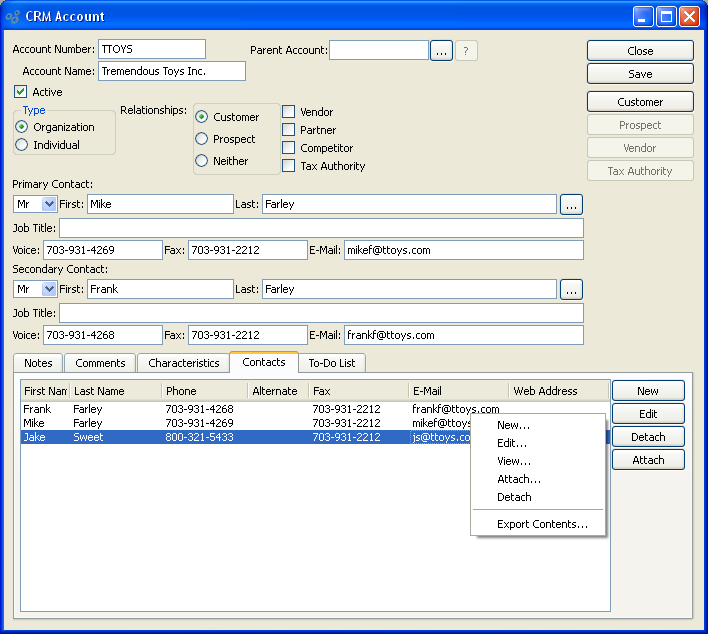 CRM Account
Account Number: TTOYS Parent Account: ... ? Close
Account Name: Tremendous Toys Inc. Save
Active
Type Relationships: Customer Vendor Customer
Organization Prospect Partner Prospect
Individual Neither Competitor Vendor
Tax Authority Tax Authority
Primary Contact:
Mr First: Mike Last: Farley ...
Job Title:
Voice: 703-931-4269 Fax: 703-931-2212 E-Mail: mikef@ttoys.com
Secondary Contact:
Mr First: Frank Last: Farley ...
Job Title:
Voice: 703-931-4268 Fax: 703-931-2212 E-Mail: frankf@ttoys.com
Notes Comments Characteristics Contacts To-Do List
First Nam Last Name Phone Alternate Fax E-Mail Web Address New
Frank Farley 703-931-4268 703-931-2212 frankf@ttoys.com Edit
Mike Farley 703-931-4269 703-931-2212 mikef@ttoys
Jake Sweet 800-321-5433 703-931-2212 js@ttoys.co Detach
Attach
New...
Edit...
View...
Attach...
Detach
Export Contents...